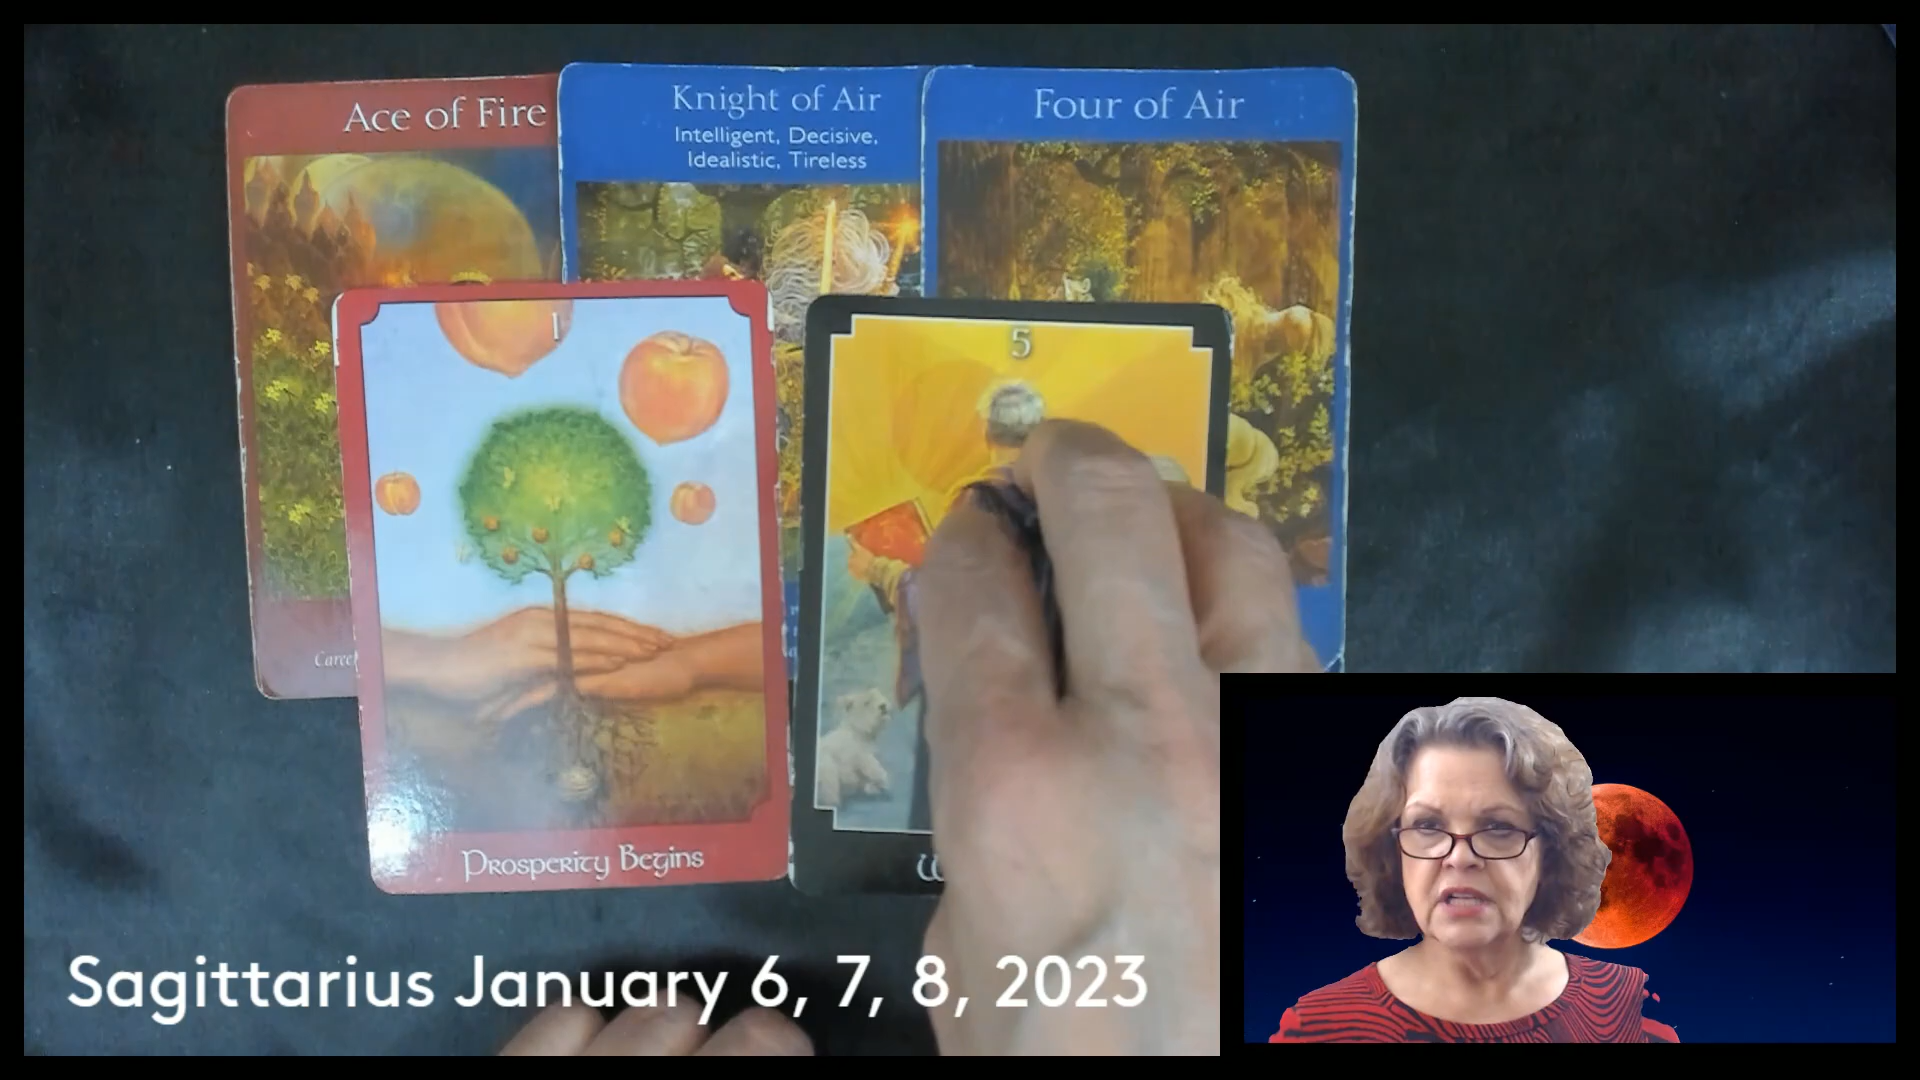 Ace of Fire
Knight of Air
Intelligent, Decisive,
Idealistic, Tireless
Four of Air
I
5
Prosperity Begins
Sagittarius January 6, 7, 8, 2023